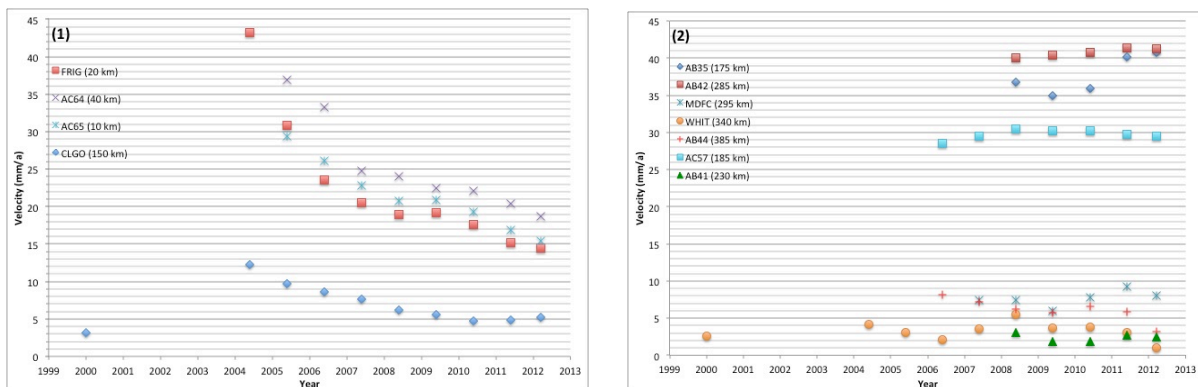 (1)
45
40
35
30
25
20
15
10
5
0
Velocity (mm/a)
FRIG (20 km)
AC64 (40 km)
AC65 (10 km)
CLGO (150 km)
1999 2000 2001 2002 2003 2004 2005 2006 2007 2008 2009 2010 2011 2012 2013
Year
(2)
45
40
35
30
25
20
15
10
5
0
Velocity (mm/a)
AB35 (175 km)
AB42 (285 km)
MDFC (295 km)
WHIT (340 km)
AB44 (385 km)
AC57 (185 km)
AB41 (230 km)
1999 2000 2001 2002 2003 2004 2005 2006 2007 2008 2009 2010 2011 2012 2013
Year